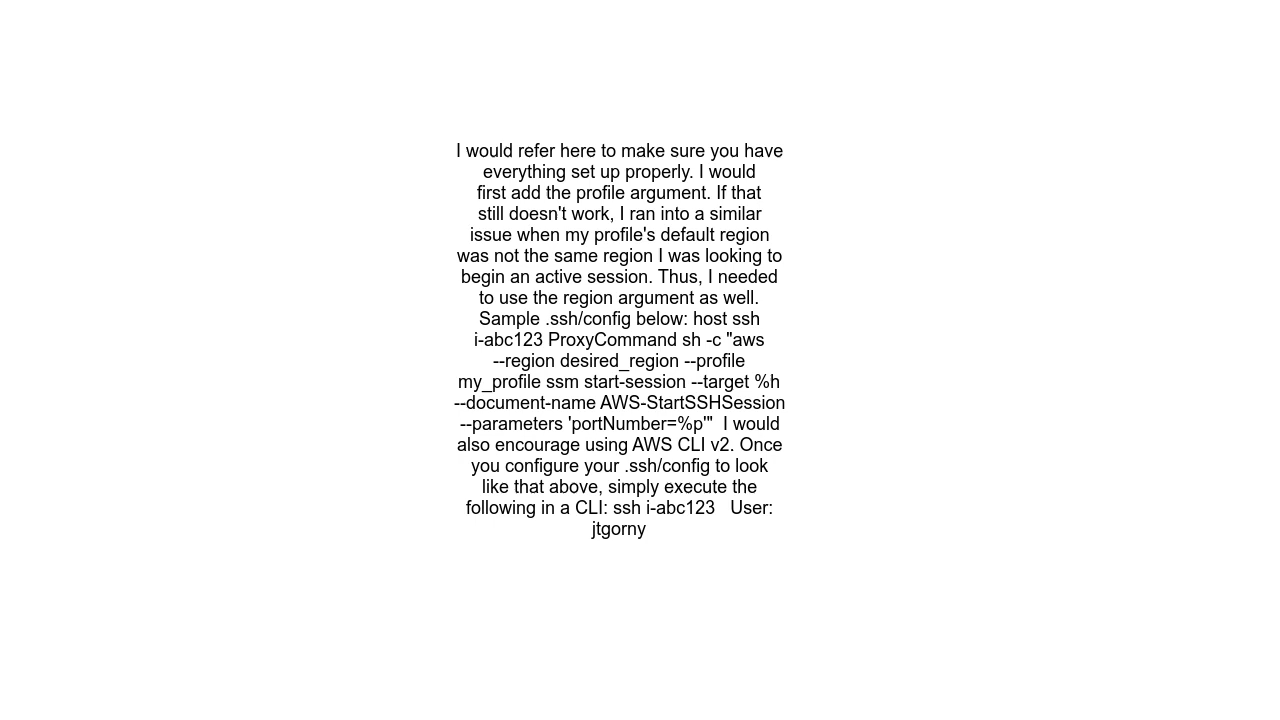 I would refer here to make sure you have
everything set up properly. I would
first add the profile argument. If that
still doesn't work, I ran into a similar
issue when my profile's default region
was not the same region I was looking to
begin an active session. Thus, I needed
to use the region argument as well.
Sample .ssh/config below: host ssh
i-abc123 ProxyCommand sh -c "aws
--region desired_region --profile
my_profile ssm start-session --target %h
--document-name AWS-StartSSHSession
--parameters 'portNumber=%p'"  I would
also encourage using AWS CLI v2. Once
you configure your .ssh/config to look
like that above, simply execute the
following in a CLI: ssh i-abc123   User:
jtgorny